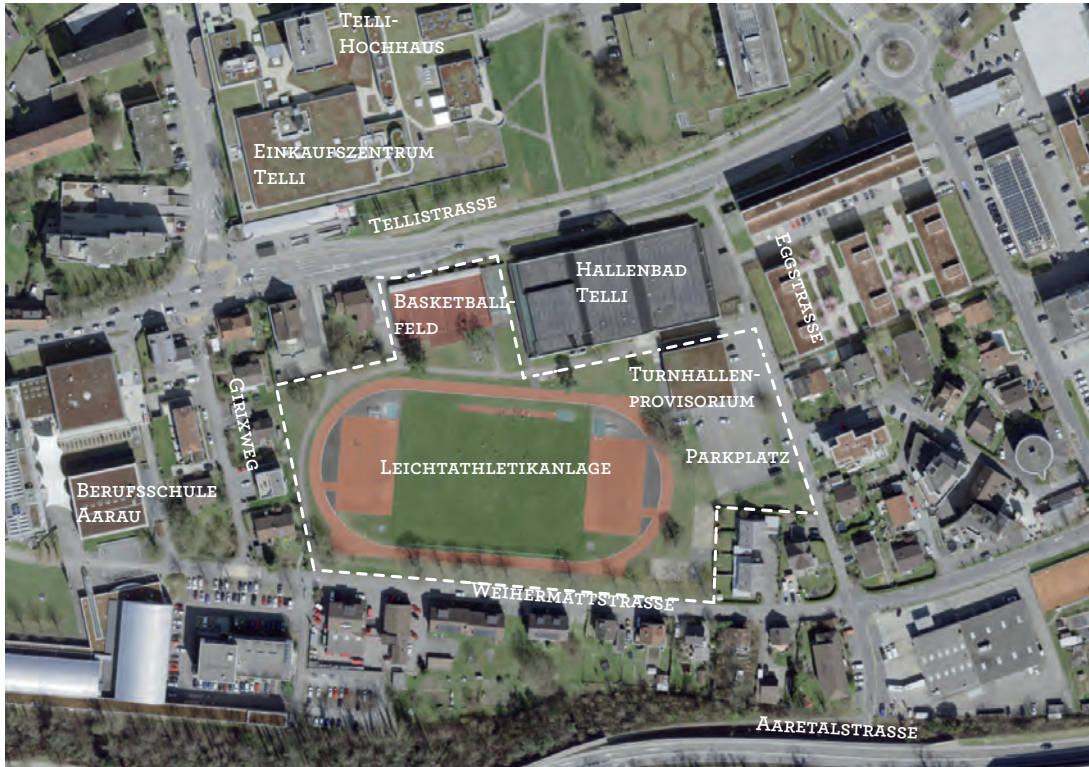 Telli-
Hochhaus
Einkaufszentrum
Telli
Tellistrasse
Eggstrasse
Hallenbad
Telli
Basketball-
feld
Turnhallen-
provisorium
Girixweg
Leichtathletikanlage
Parkplatz
Berufsschule
Aarau
Weihermattstrasse
Aaretalstrasse